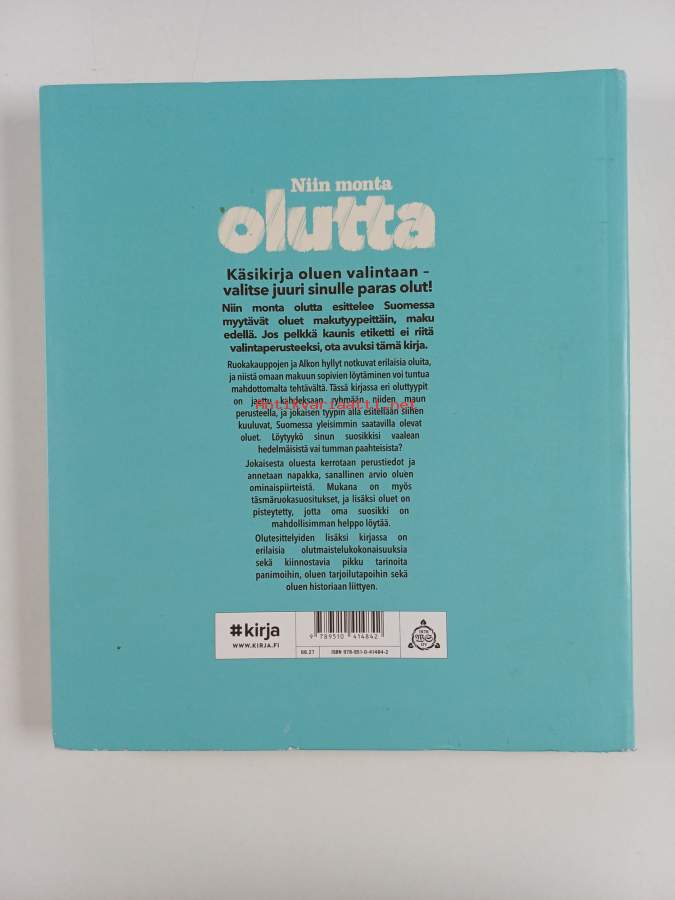 Niin monta
olutta
Käsikirja oluen valintaan –
valitse juuri sinulle paras olut!
Niin monta olutta esittelee Suomessa
myytävät oluet makutyypeittäin, maku
edellä. Jos pelkkä kaunis etiketti ei riitä
valintaperusteeksi, ota avuksi tämä kirja.
Ruokakauppojen ja Alkon hyllyt notkuvat erilaisia oluita,
ja niistä omaan makuun sopivien löytäminen voi tuntua
mahdottomalta tehtävältä. Tässä kirjassa eri oluttyypit
on jaettu kahdeksaan ryhmään niiden maun
Antikvariaatti.net
perusteella, ja jokaisen tyypin alla esitellään siihen
kuuluvat, Suomessa yleisimmin saatavilla olevat
oluet. Löytyykö sinun suosikkisi vaalean
hedelmäisistä vai tumman paahteisista?
Jokaisesta oluesta kerrotaan perustiedot ja
annetaan napakka, sanallinen arvio oluen
ominaispiirteistä. Mukana on myös
täsmäruokasuositukset, ja lisäksi oluet on
pisteytetty, jotta oma suosikki on
mahdollisimman helppo löytää.
Olutesittelyiden lisäksi kirjassa on
erilaisia olutmaistelukokonaisuuksia
sekä kiinnostavia pikku tarinoita
panimoihin, oluen tarjoilutapoihin sekä
oluen historiaan liittyen.
#kirja
WWW.KIRJA.FI
9 789510 414842
68.27
ISBN 978-951-0-41484-2